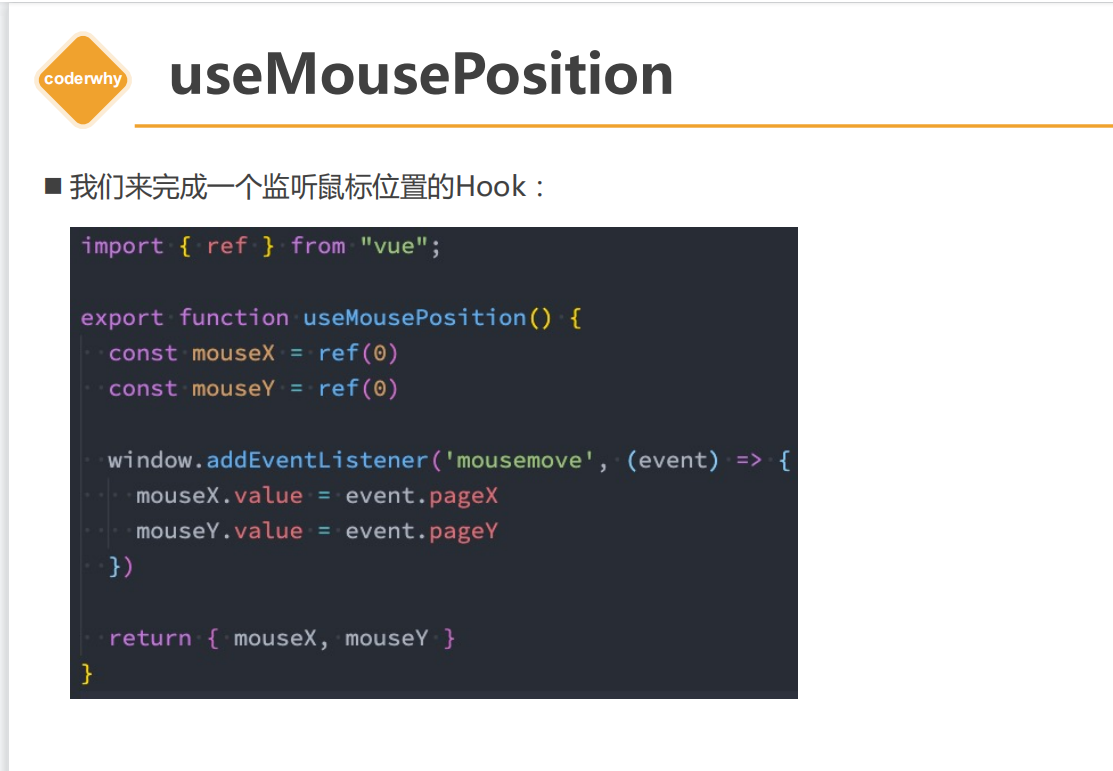 coderwhy
useMousePosition
■ 我们来完成一个监听鼠标位置的Hook：
import { ref } from "vue";
export function useMousePosition() {
  const mouseX = ref(0)
  const mouseY = ref(0)
  window.addEventListener('mousemove', (event) => {
    mouseX.value = event.pageX
    mouseY.value = event.pageY
  })
  return { mouseX, mouseY }
}